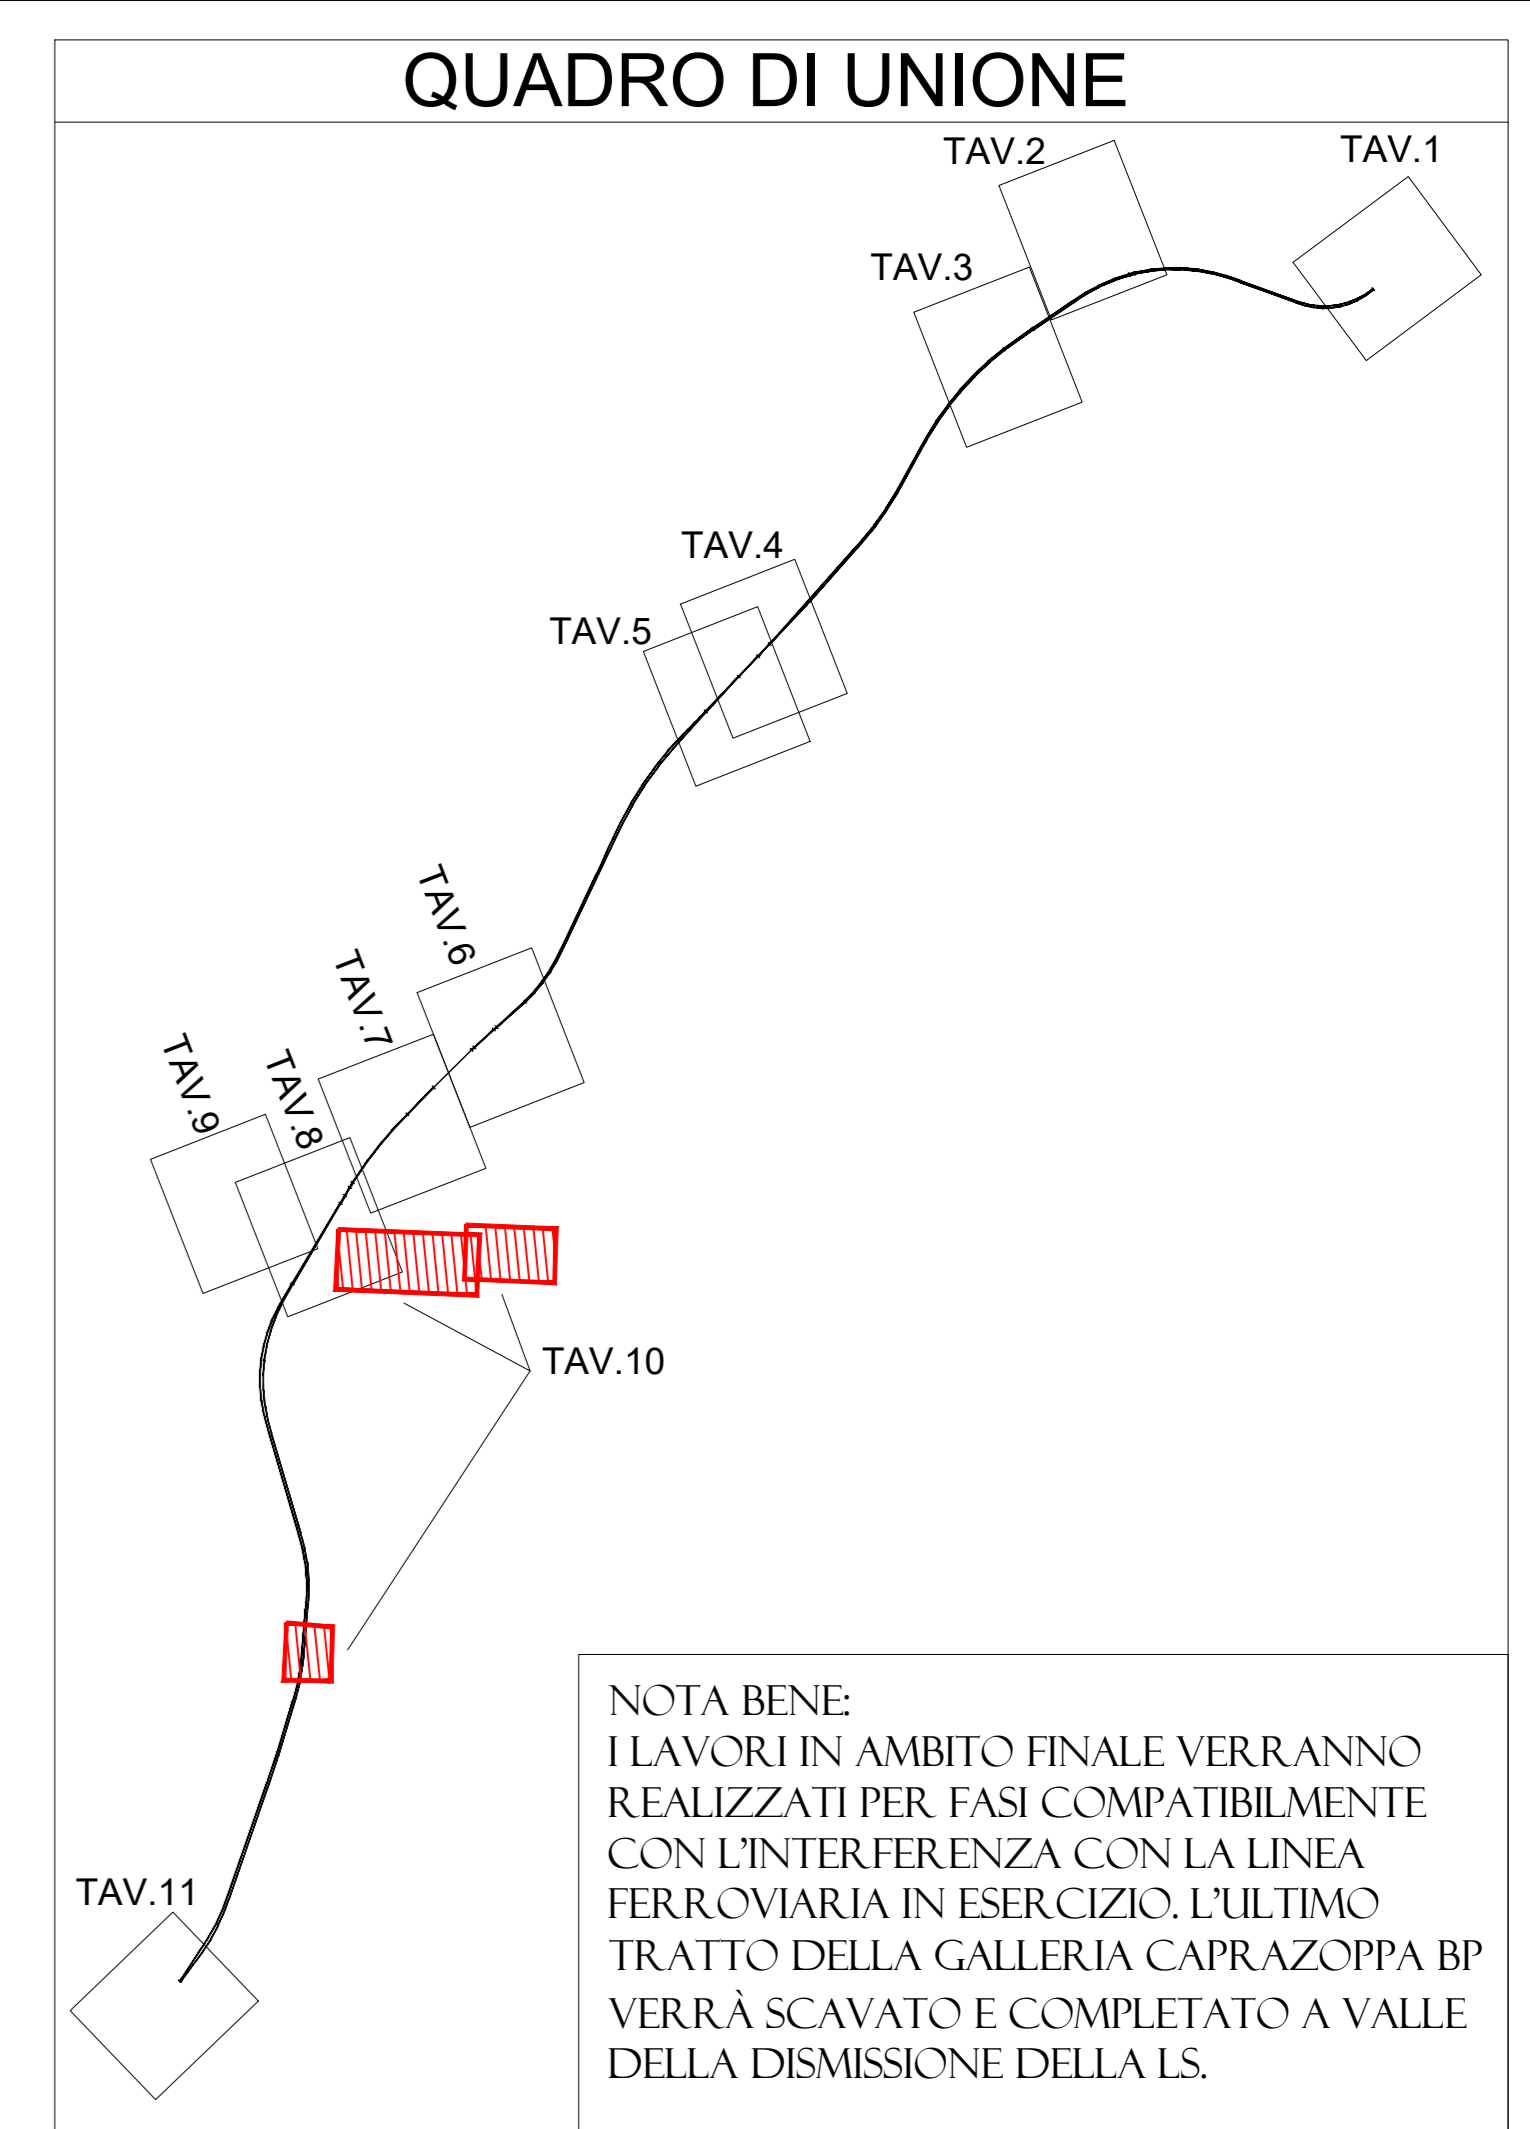 QUADRO DI UNIONE
TAV.2
TAV.1
TAV.3
TAV.4
TAV.5
TAV.6
TAV.7
TAV.9
TAV.8
TAV.10
TAV.11
NOTA BENE:
I LAVORI IN AMBITO FINALE VERRANNO
REALIZZATI PER FASI COMPATIBILMENTE
CON L'INTERFERENZA CON LA LINEA
FERROVIARIA IN ESERCIZIO. L'ULTIMO
TRATTO DELLA GALLERIA CAPRAZOPPA BP
VERRÀ SCAVATO E COMPLETATO A VALLE
DELLA DISMISSIONE DELLA LS.